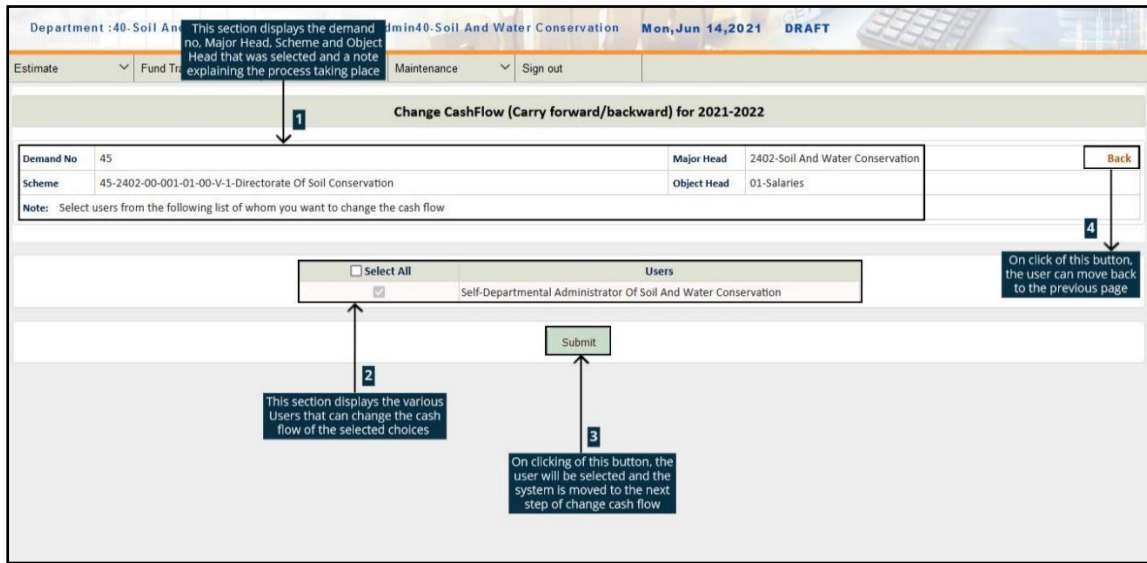 Department :40-Soil And
dmin40-Soil And Water Conservation
Mon,Jun 14,2021
DRAFT
This section displays the demand
no, Major Head, Scheme and Object
Head that was selected and a note
explaining the process taking place
Estimate
Fund
Maintenance
Sign out
1
Change CashFlow (Carry forward/backward) for 2021-2022
Demand No 45 Major Head 2402-Soil And Water Conservation Back
Scheme 45-2402-00-001-01-00-V-1-Directorate Of Soil Conservation Object Head 01-Salaries
Note: Select users from the following list of whom you want to change the cash flow
4
On click of this button,
the user can move back
to the previous page
Select All Users
Self-Departmental Administrator Of Soil And Water Conservation
Submit
2
This section displays the various
Users that can change the cash
flow of the selected choices
3
On clicking of this button, the
user will be selected and the
system is moved to the next
step of change cash flow